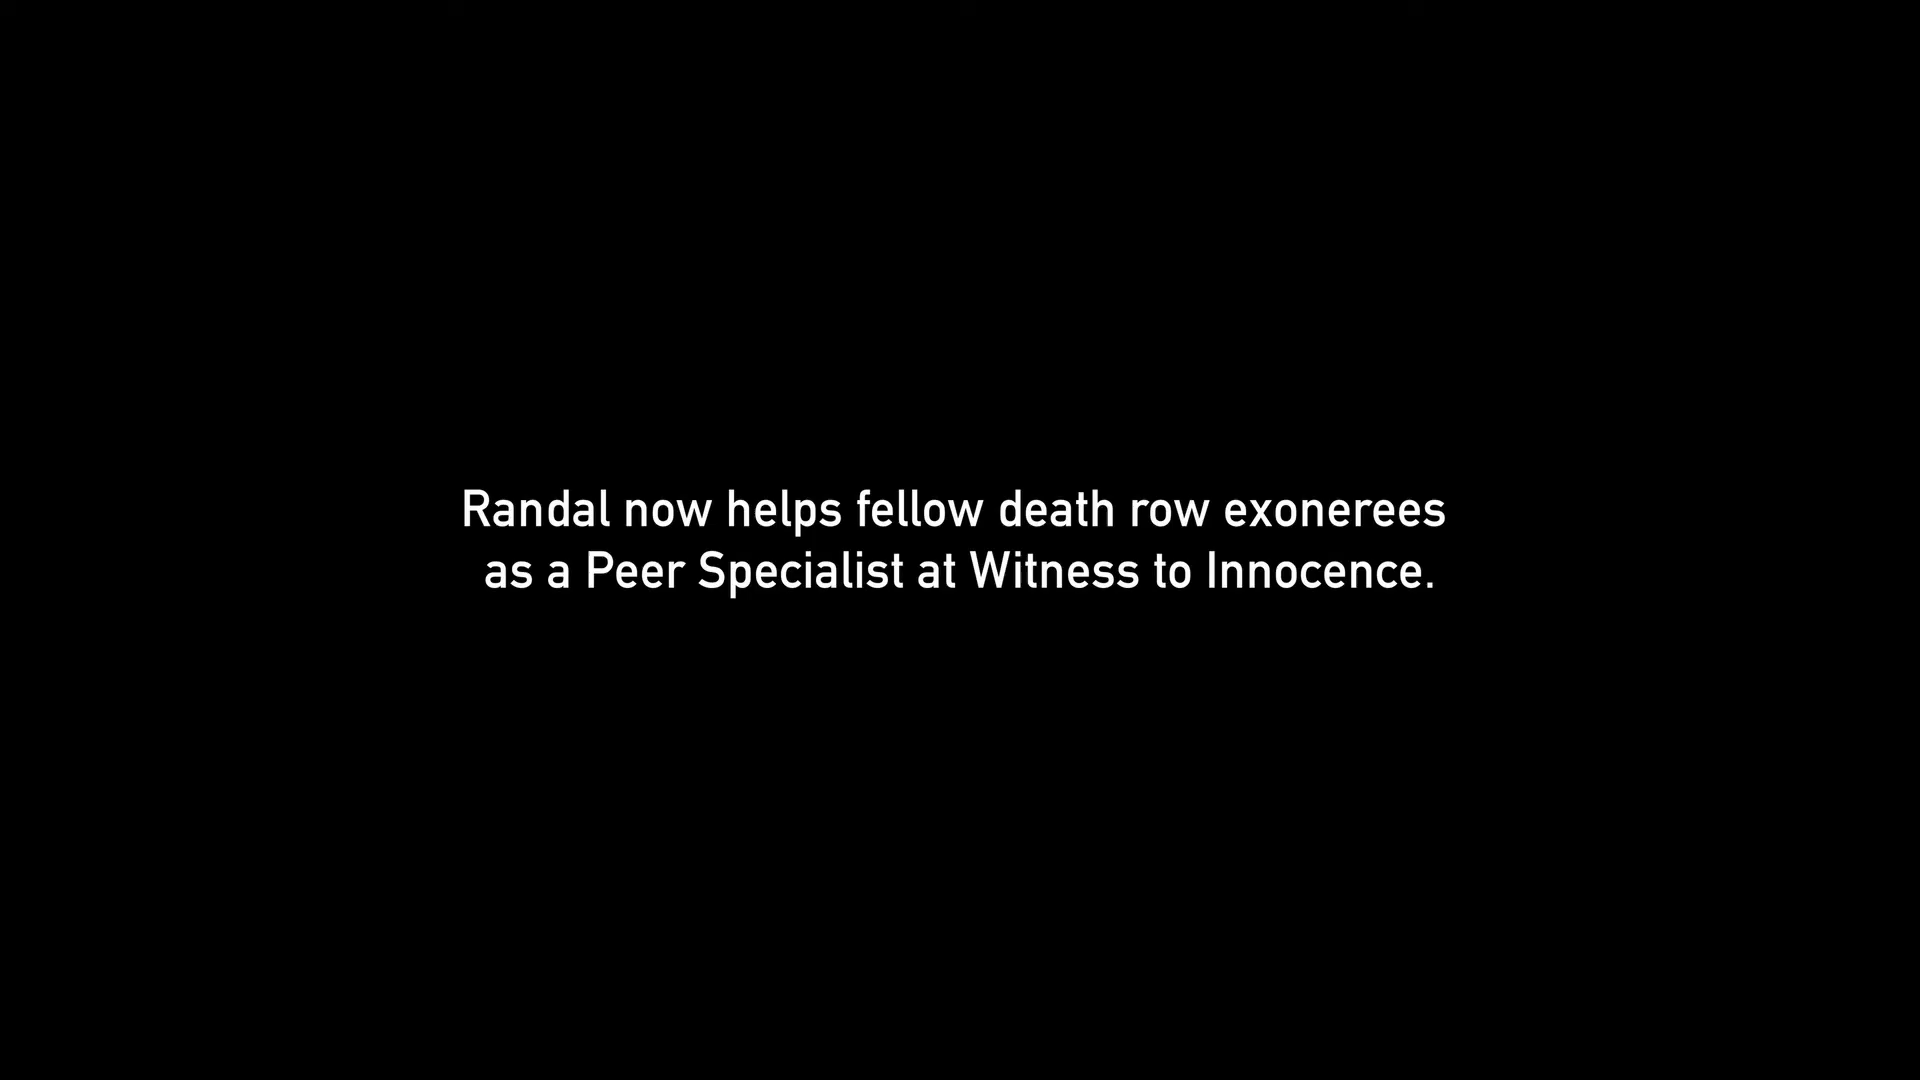 Randal now helps fellow death row exonerees
as a Peer Specialist at Witness to Innocence.